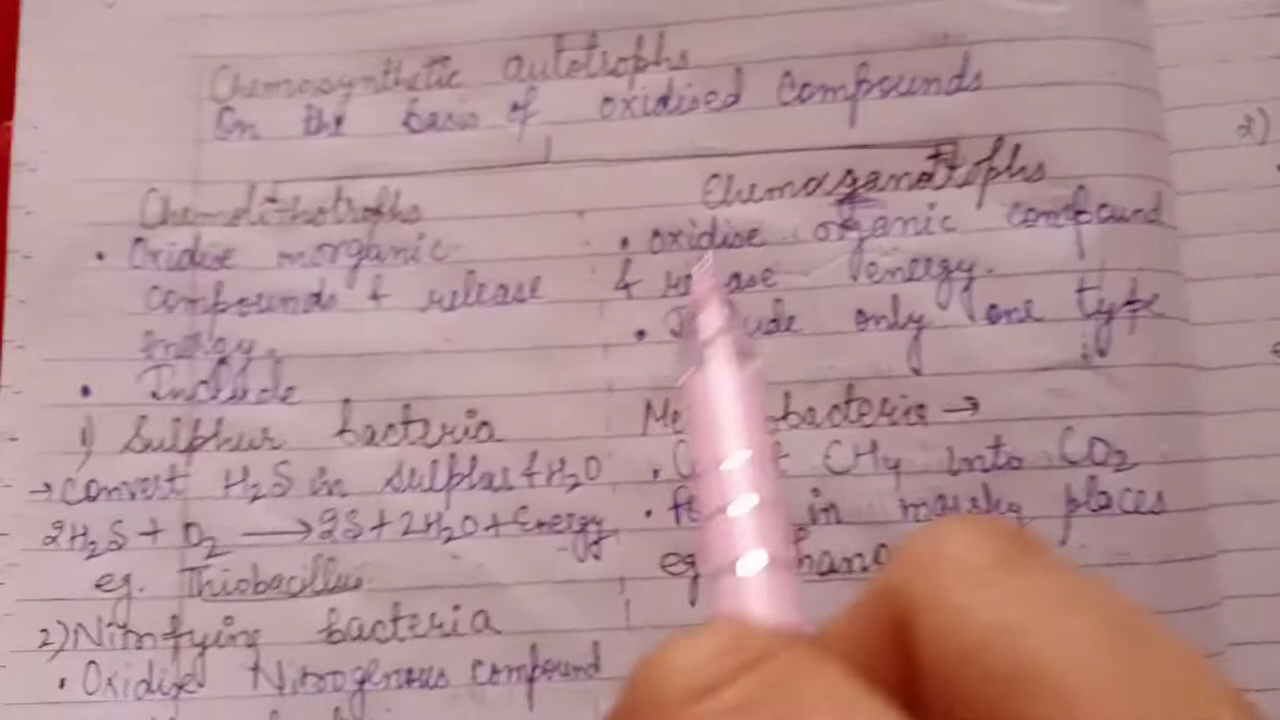 Chemosynthetic autotrophs
On the basis of oxidised compounds
Chemolithotrophs
• Oxidise inorganic
compounds & release
Energy.
• Include
1) Sulphur bacteria
→ Convert H₂S in sulphur + H₂O
2H₂S + O₂ → 2S + 2H₂O + Energy
eg. Thiobacillus
2) Nitrifying bacteria
• Oxidise Nitrogenous compound
Chemoganotrophs
• oxidise organic compound
& release energy.
• only one type
bacteria →
• CH₄ into CO₂
• in marshy places
eg
2)